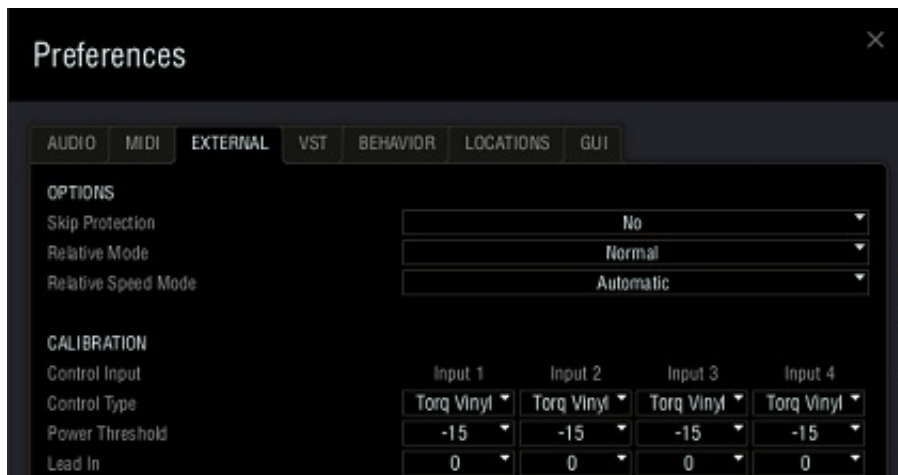 Preferences
AUDIO MIDI EXTERNAL VST BEHAVIOR LOCATIONS GUI
OPTIONS
Skip Protection No
Relative Mode Normal
Relative Speed Mode Automatic
CALIBRATION
Control Input Input 1 Input 2 Input 3 Input 4
Control Type Torq Vinyl Torq Vinyl Torq Vinyl Torq Vinyl
Power Threshold -15 -15 -15 -15
Lead In 0 0 0 0